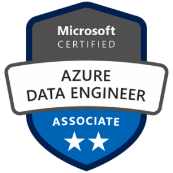 Microsoft
CERTIFIED
AZURE
DATA ENGINEER
ASSOCIATE